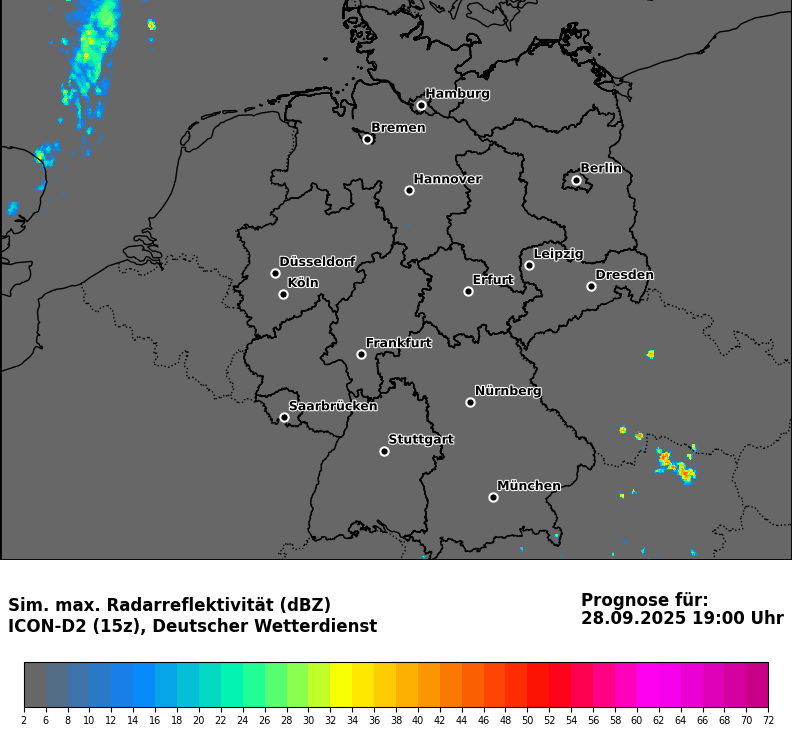 Hamburg
Bremen
Berlin
Hannover
Leipzig
Düsseldorf
Dresden
Köln
Erfurt
Frankfurt
Nürnberg
Saarbrücken
Stuttgart
München
Sim. max. Radarreflektivität (dBZ)
ICON-D2 (15z), Deutscher Wetterdienst
Prognose für:
28.09.2025 19:00 Uhr
2 6 8 10 12 14 16 18 20 22 24 26 28 30 32 34 36 38 40 42 44 46 48 50 52 54 56 58 60 62 64 66 68 70 72